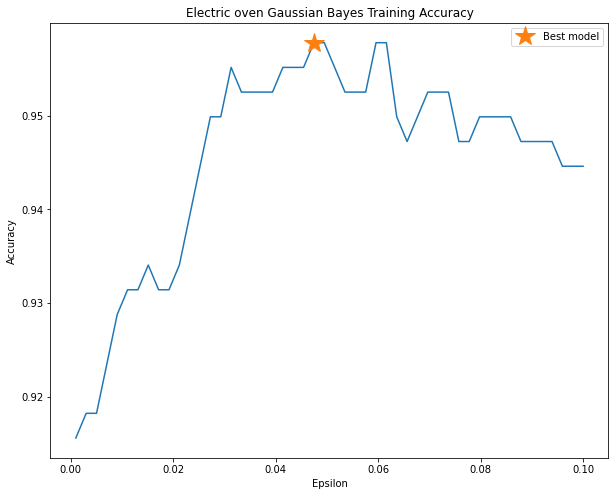 Electric oven Gaussian Bayes Training Accuracy
Best model
0.95
0.94
0.93
0.92
Accuracy
0.00 0.02 0.04 0.06 0.08 0.10
Epsilon